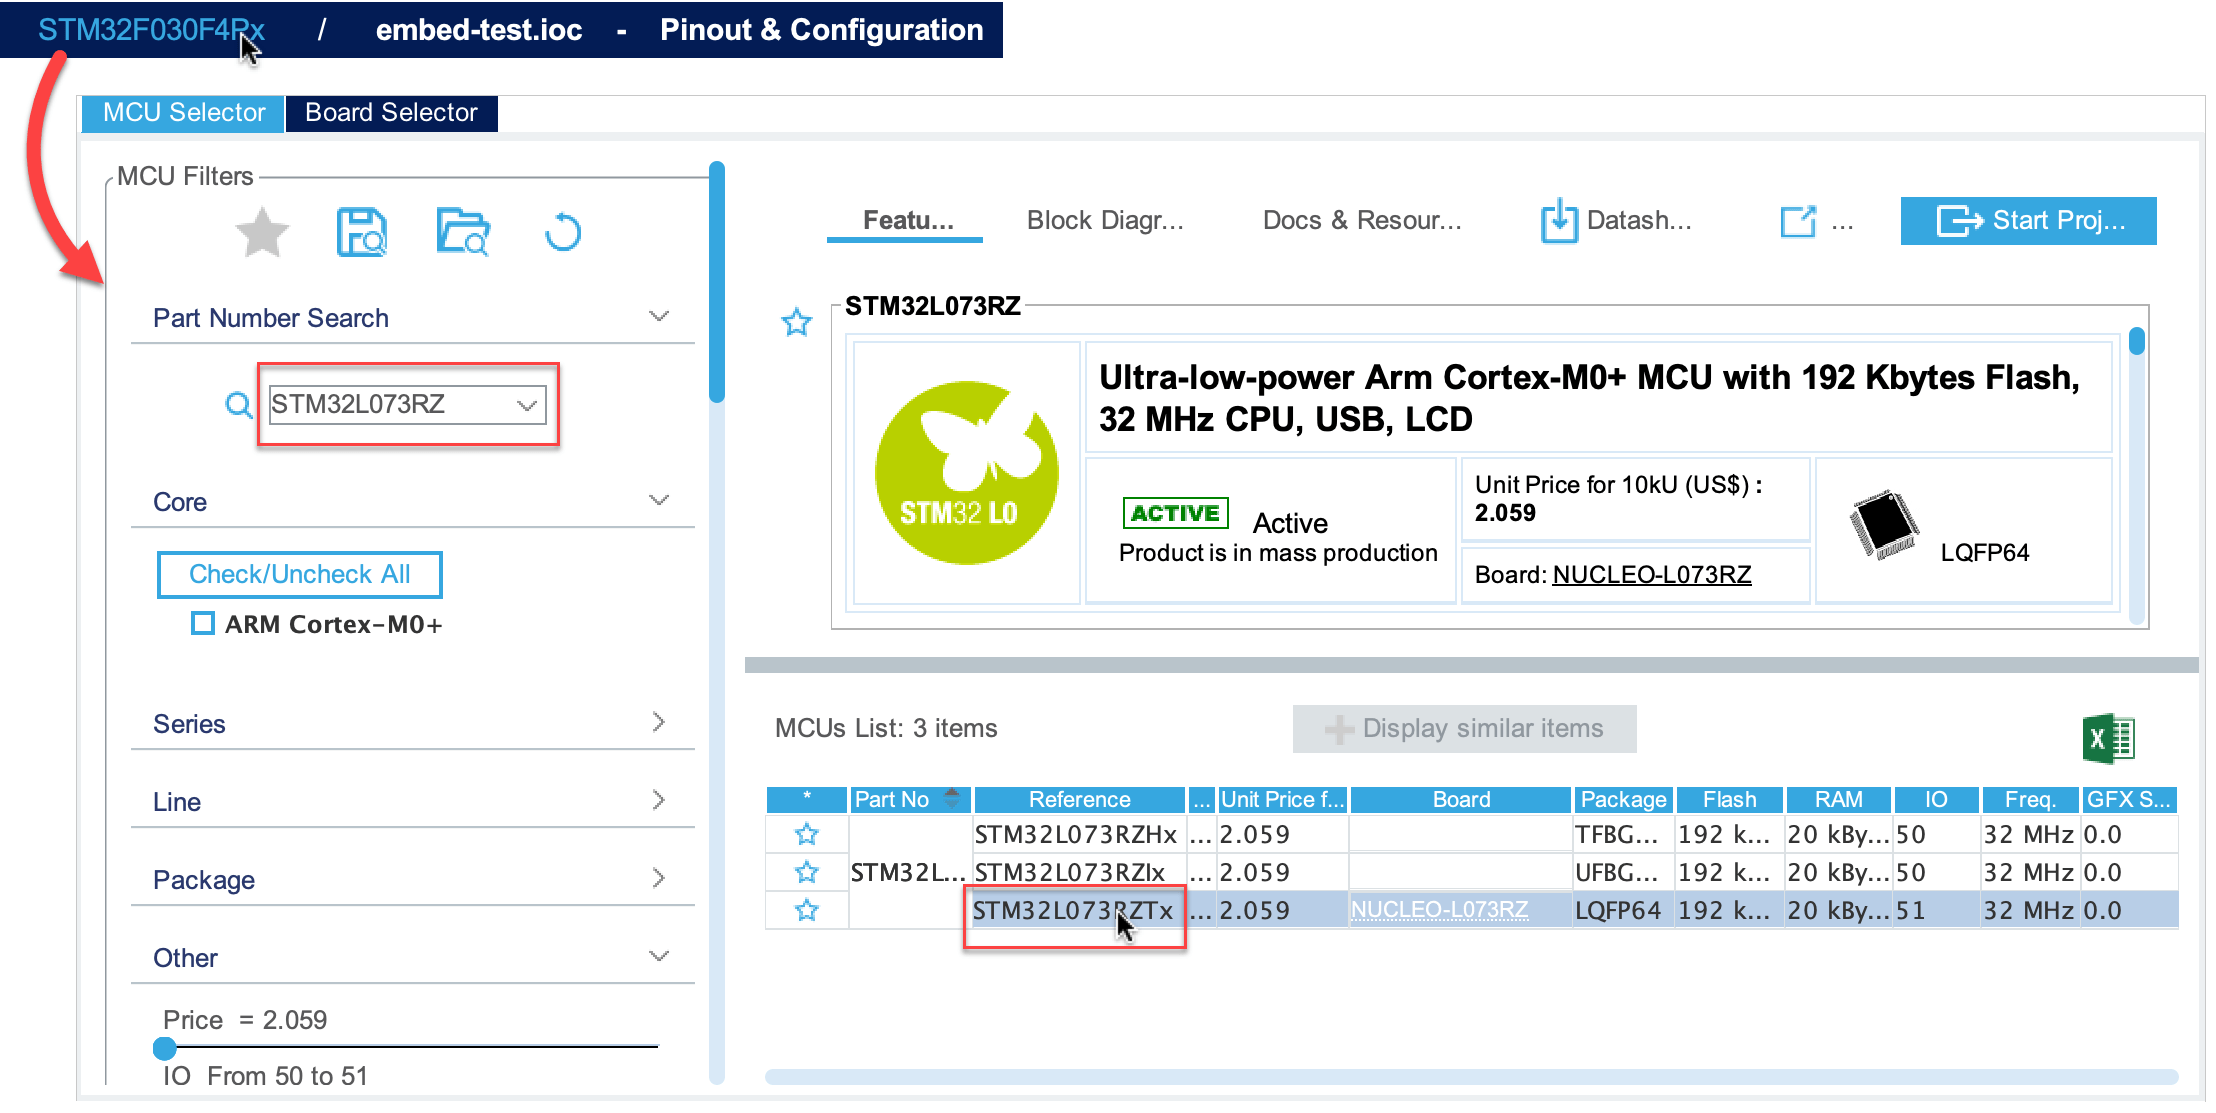 STM32F030F4Px / embed-test.ioc - Pinout & Configuration
MCU Selector Board Selector
MCU Filters
Featu... Block Diagr... Docs & Resour... Datash... ... Start Proj...
Part Number Search
STM32L073RZ
STM32L073RZ
Ultra-low-power Arm Cortex-M0+ MCU with 192 Kbytes Flash,
32 MHz CPU, USB, LCD
STM32 L0
ACTIVE Active
Product is in mass production
Unit Price for 10kU (US$) :
2.059
Board: NUCLEO-L073RZ
LQFP64
Core
Check/Uncheck All
ARM Cortex-M0+
Series
Line
Package
Other
Price = 2.059
IO From 50 to 51
MCUs List: 3 items Display similar items
X
* Part No Reference ... Unit Price f... Board Package Flash RAM IO Freq. GFX S...
STM32L073RZHx ... 2.059 TFBG... 192 k... 20 kBy... 50 32 MHz 0.0
STM32L... STM32L073RZIx ... 2.059 UFBG... 192 k... 20 kBy... 50 32 MHz 0.0
STM32L073RZTx ... 2.059 NUCLEO-L073RZ LQFP64 192 k... 20 kBy... 51 32 MHz 0.0